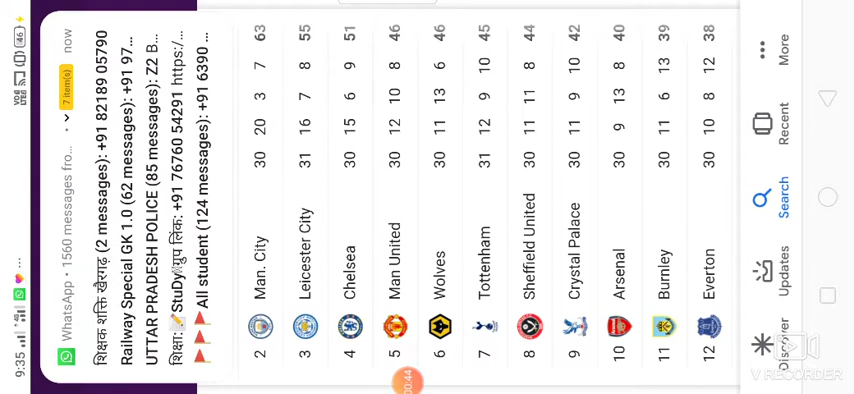 9:35
4G
VoD LTE 46
WhatsApp • 1560 messages fro... • now
7 item(s)
शिक्षक शक्ति खैरागढ़ (2 messages): +91 82189 05790
Railway Special GK 1.0 (62 messages): +91 97...
UTTAR PRADESH POLICE (85 messages): Z2 B...
शिक्षा: StuDy ग्रुप लिंक: +91 76760 54291 https:/...
All student (124 messages): +91 6390 ...
2 Man. City 30 20 3 7 63
3 Leicester City 31 16 7 8 55
4 Chelsea 30 15 6 9 51
5 Man United 30 12 10 8 46
6 Wolves 30 11 13 6 46
7 Tottenham 31 12 9 10 45
8 Sheffield United 30 11 11 8 44
9 Crystal Palace 30 11 9 10 42
10 Arsenal 30 9 13 8 40
11 Burnley 30 11 6 13 39
12 Everton 30 10 8 12 38
Discover
Updates
Search
Recent
More
00:44
V RECORDER